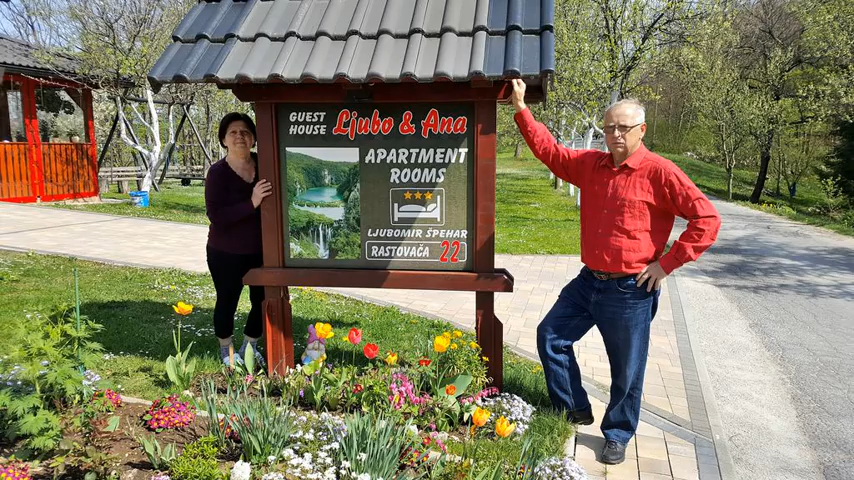 GUEST HOUSE Ljubo & Ana
APARTMENT
ROOMS
LJUBOMIR ŠPEHAR
RASTOVAČA 22